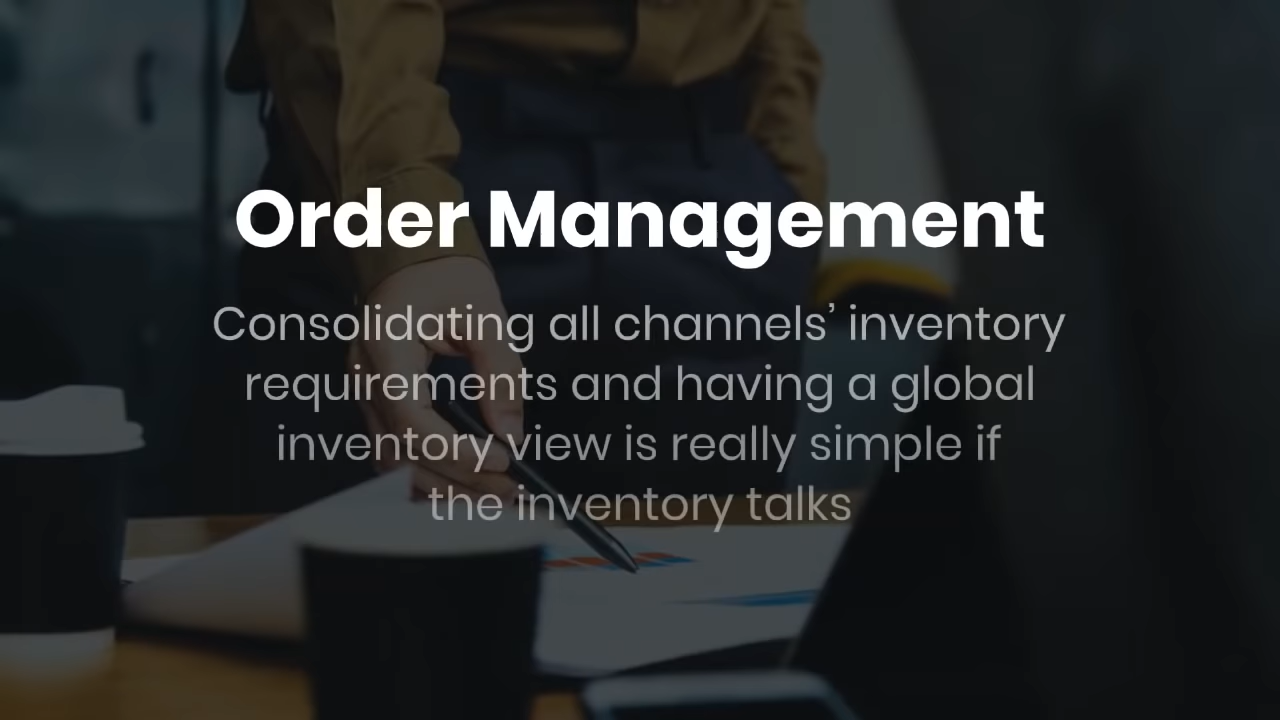 Order Management
Consolidating all channels’ inventory
requirements and having a global
inventory view is really simple if
the inventory talks